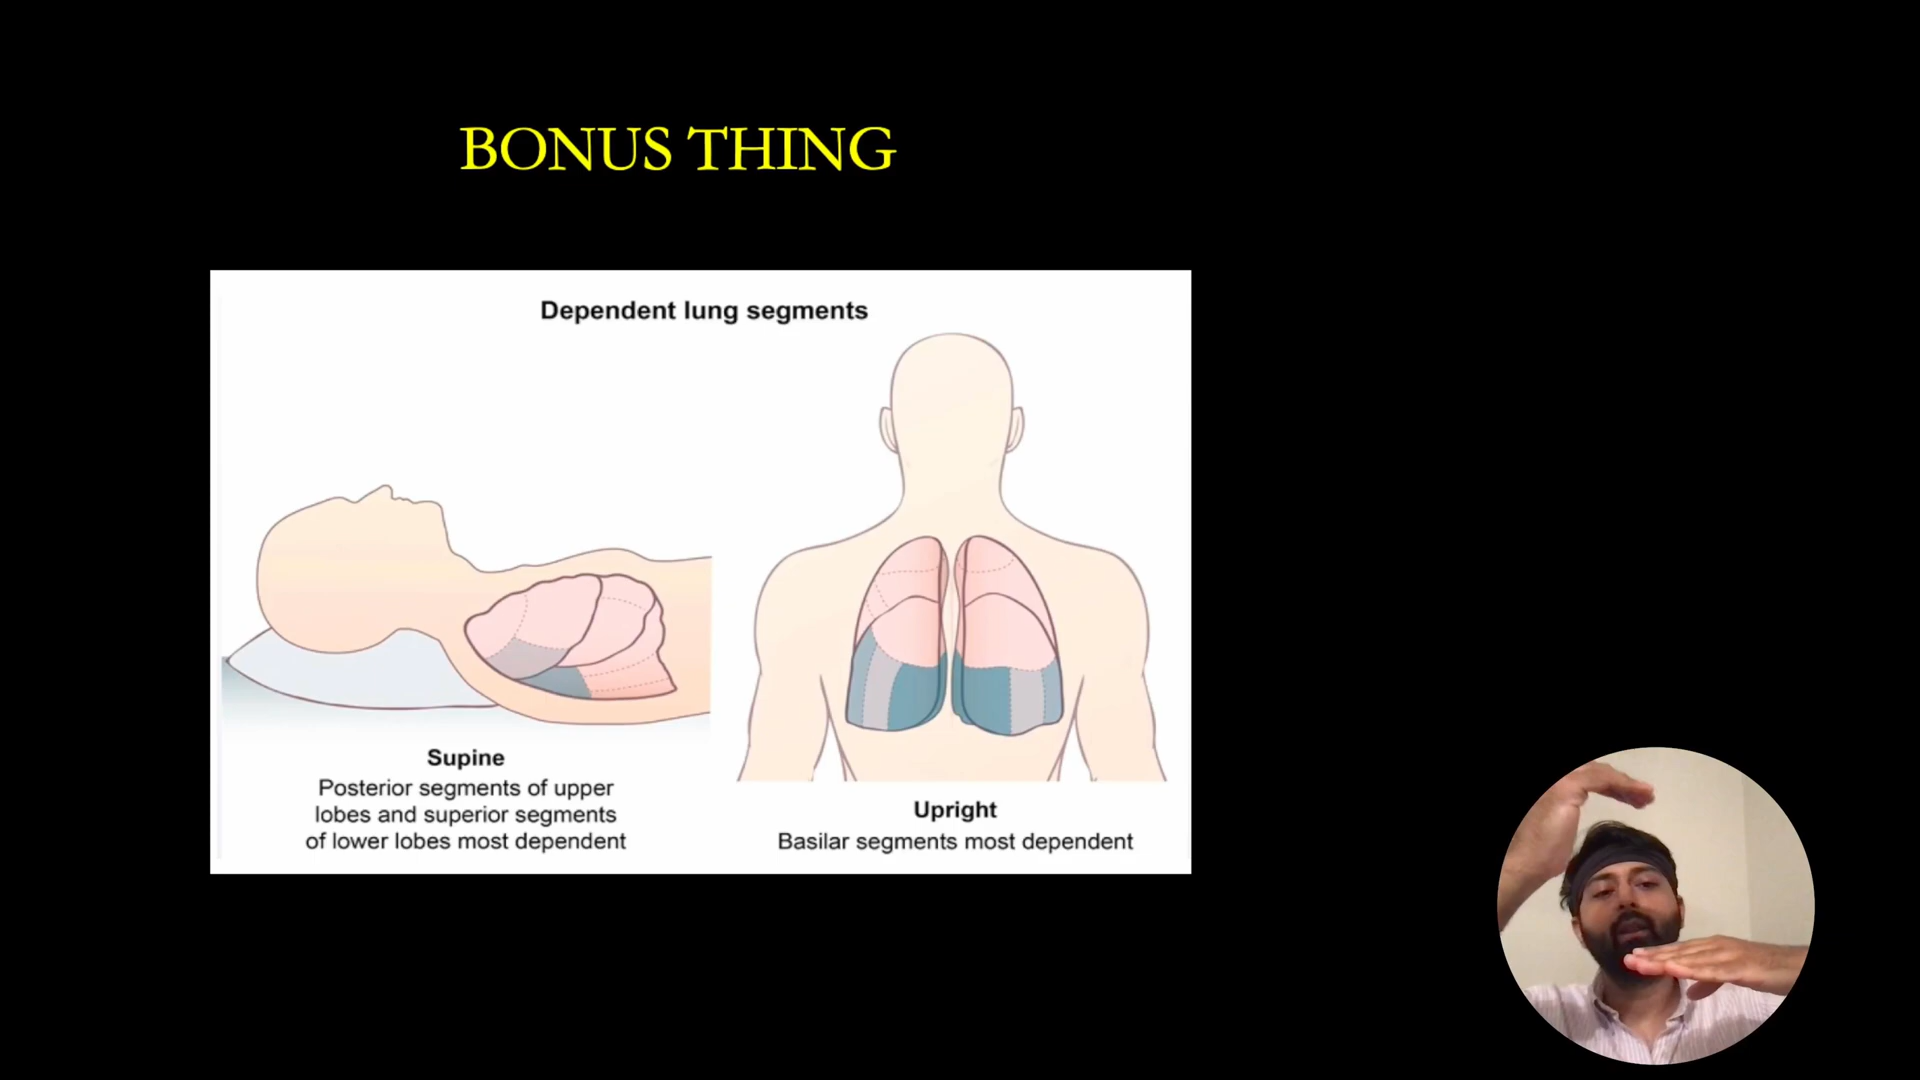 BONUS THING
Dependent lung segments
Supine
Posterior segments of upper
lobes and superior segments
of lower lobes most dependent
Upright
Basilar segments most dependent